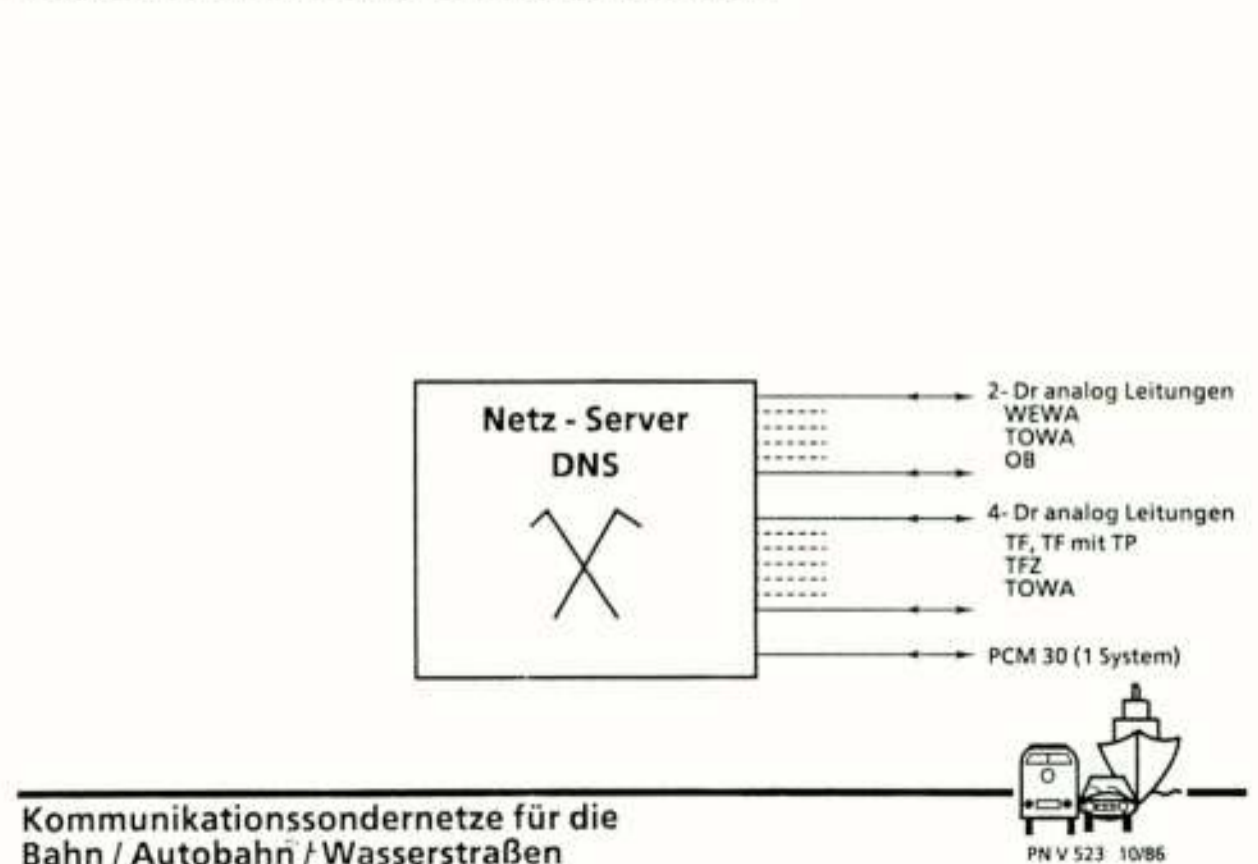 Netz - Server
DNS
2- Dr analog Leitungen
WEWA
TOWA
OB
4- Dr analog Leitungen
TF, TF mit TP
TFZ
TOWA
PCM 30 (1 System)
Kommunikationssondernetze für die
Bahn / Autobahn / Wasserstraßen
PN V 523 10/86